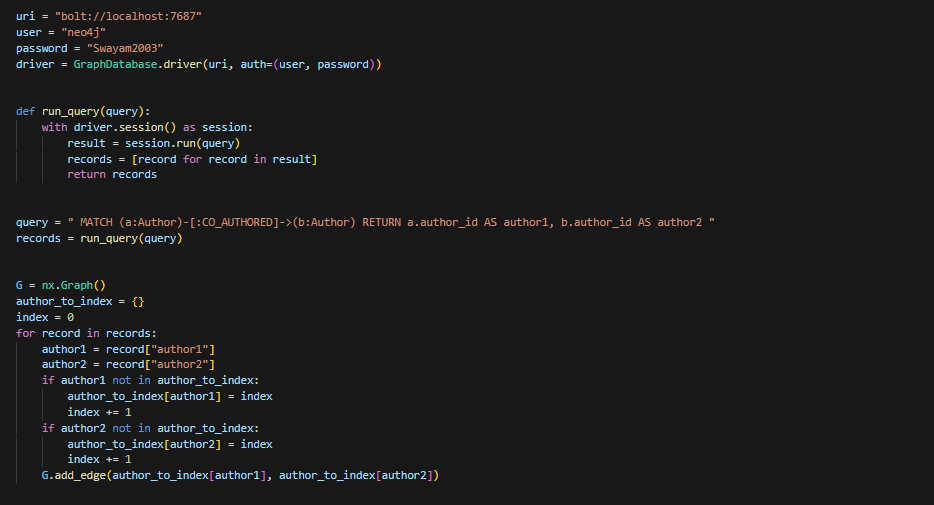 uri = "bolt://localhost:7687"
user = "neo4j"
password = "Swayam2003"
driver = GraphDatabase.driver(uri, auth=(user, password))
def run_query(query):
with driver.session() as session:
result = session.run(query)
records = [record for record in result]
return records
query = " MATCH (a:Author)-[:CO_AUTHORED]->(b:Author) RETURN a.author_id AS author1, b.author_id AS author2 "
records = run_query(query)
G = nx.Graph()
author_to_index = {}
index = 0
for record in records:
author1 = record["author1"]
author2 = record["author2"]
if author1 not in author_to_index:
author_to_index[author1] = index
index += 1
if author2 not in author_to_index:
author_to_index[author2] = index
index += 1
G.add_edge(author_to_index[author1], author_to_index[author2])